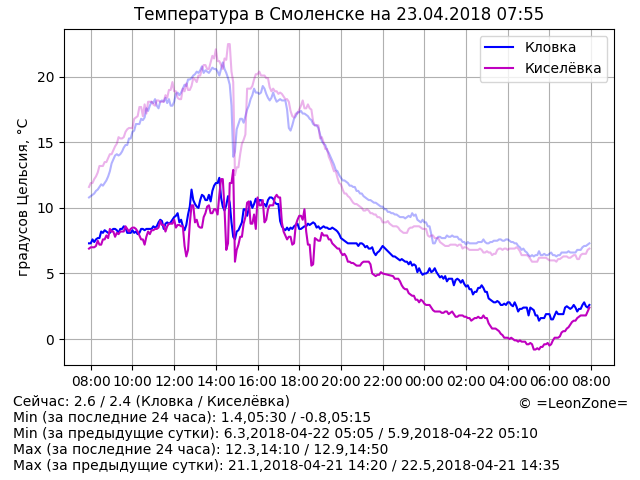 Температура в Смоленске на 23.04.2018 07:55
Кловка
Киселёвка
градусов Цельсия, °C
20
15
10
5
0
08:00 10:00 12:00 14:00 16:00 18:00 20:00 22:00 00:00 02:00 04:00 06:00 08:00
Сейчас: 2.6 / 2.4 (Кловка / Киселёвка)
© =LeonZone=
Min (за последние 24 часа): 1.4,05:30 / -0.8,05:15
Min (за предыдущие сутки): 6.3,2018-04-22 05:05 / 5.9,2018-04-22 05:10
Max (за последние 24 часа): 12.3,14:10 / 12.9,14:50
Max (за предыдущие сутки): 21.1,2018-04-21 14:20 / 22.5,2018-04-21 14:35